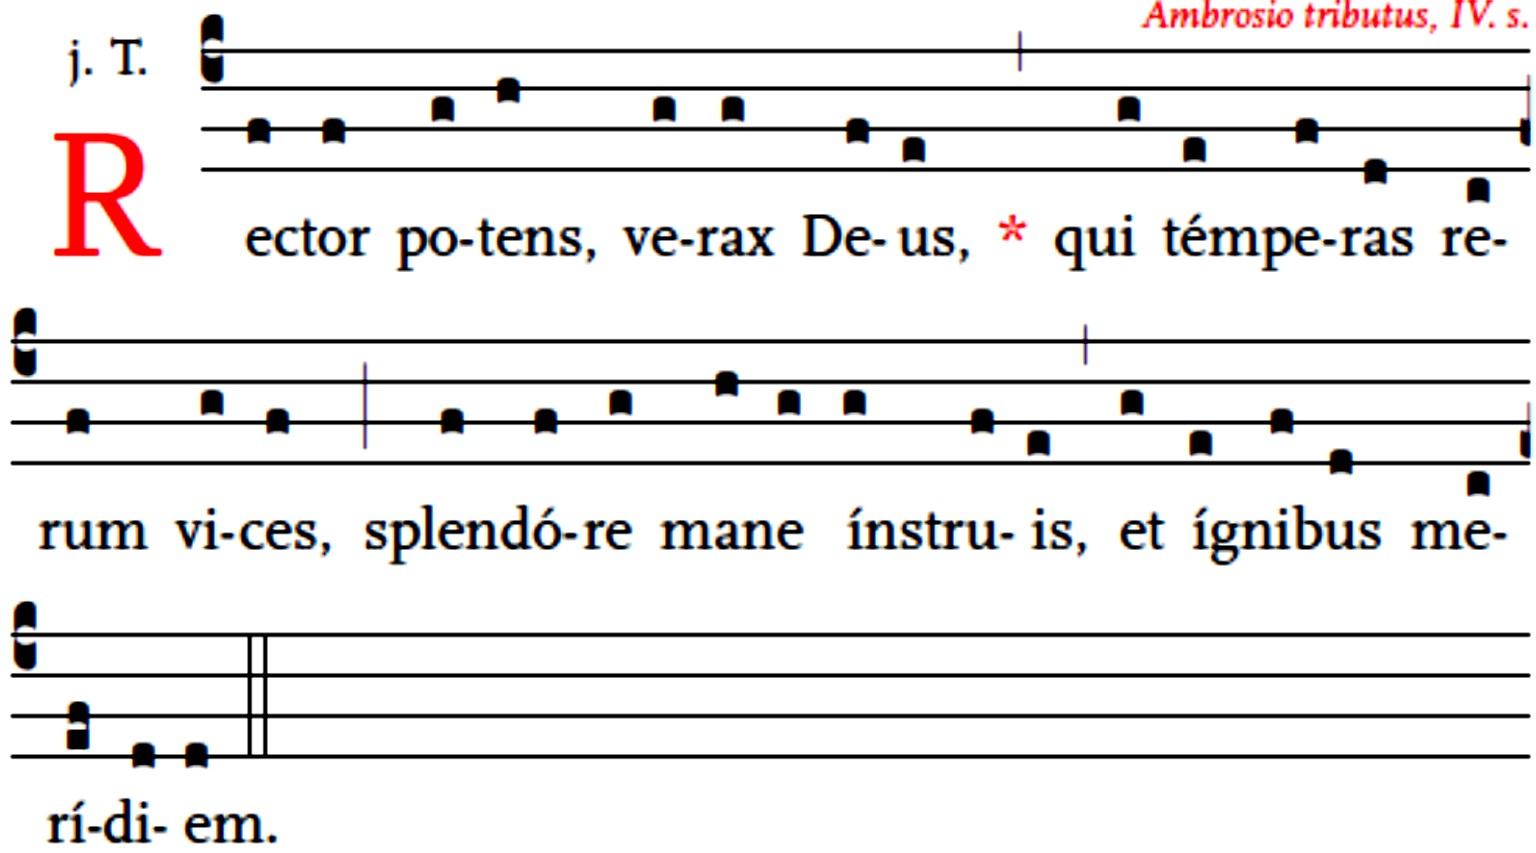 Ambrosio tributus, IV. s.
j. T.
Rector po-tens, ve-rax De-us, * qui témpe-ras re-
rum vi-ces, splendó-re mane ínstru-is, et ígnibus me-
rí-di-em.